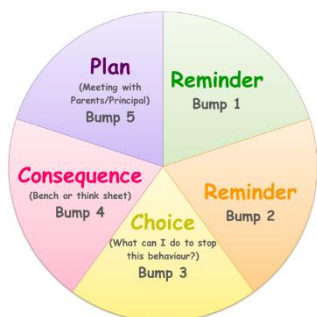 Reminder
Bump 1
Reminder
Bump 2
Choice
(What can I do to stop
this behaviour?)
Bump 3
Consequence
(Bench or think sheet)
Bump 4
Plan
(Meeting with
Parents/Principal)
Bump 5